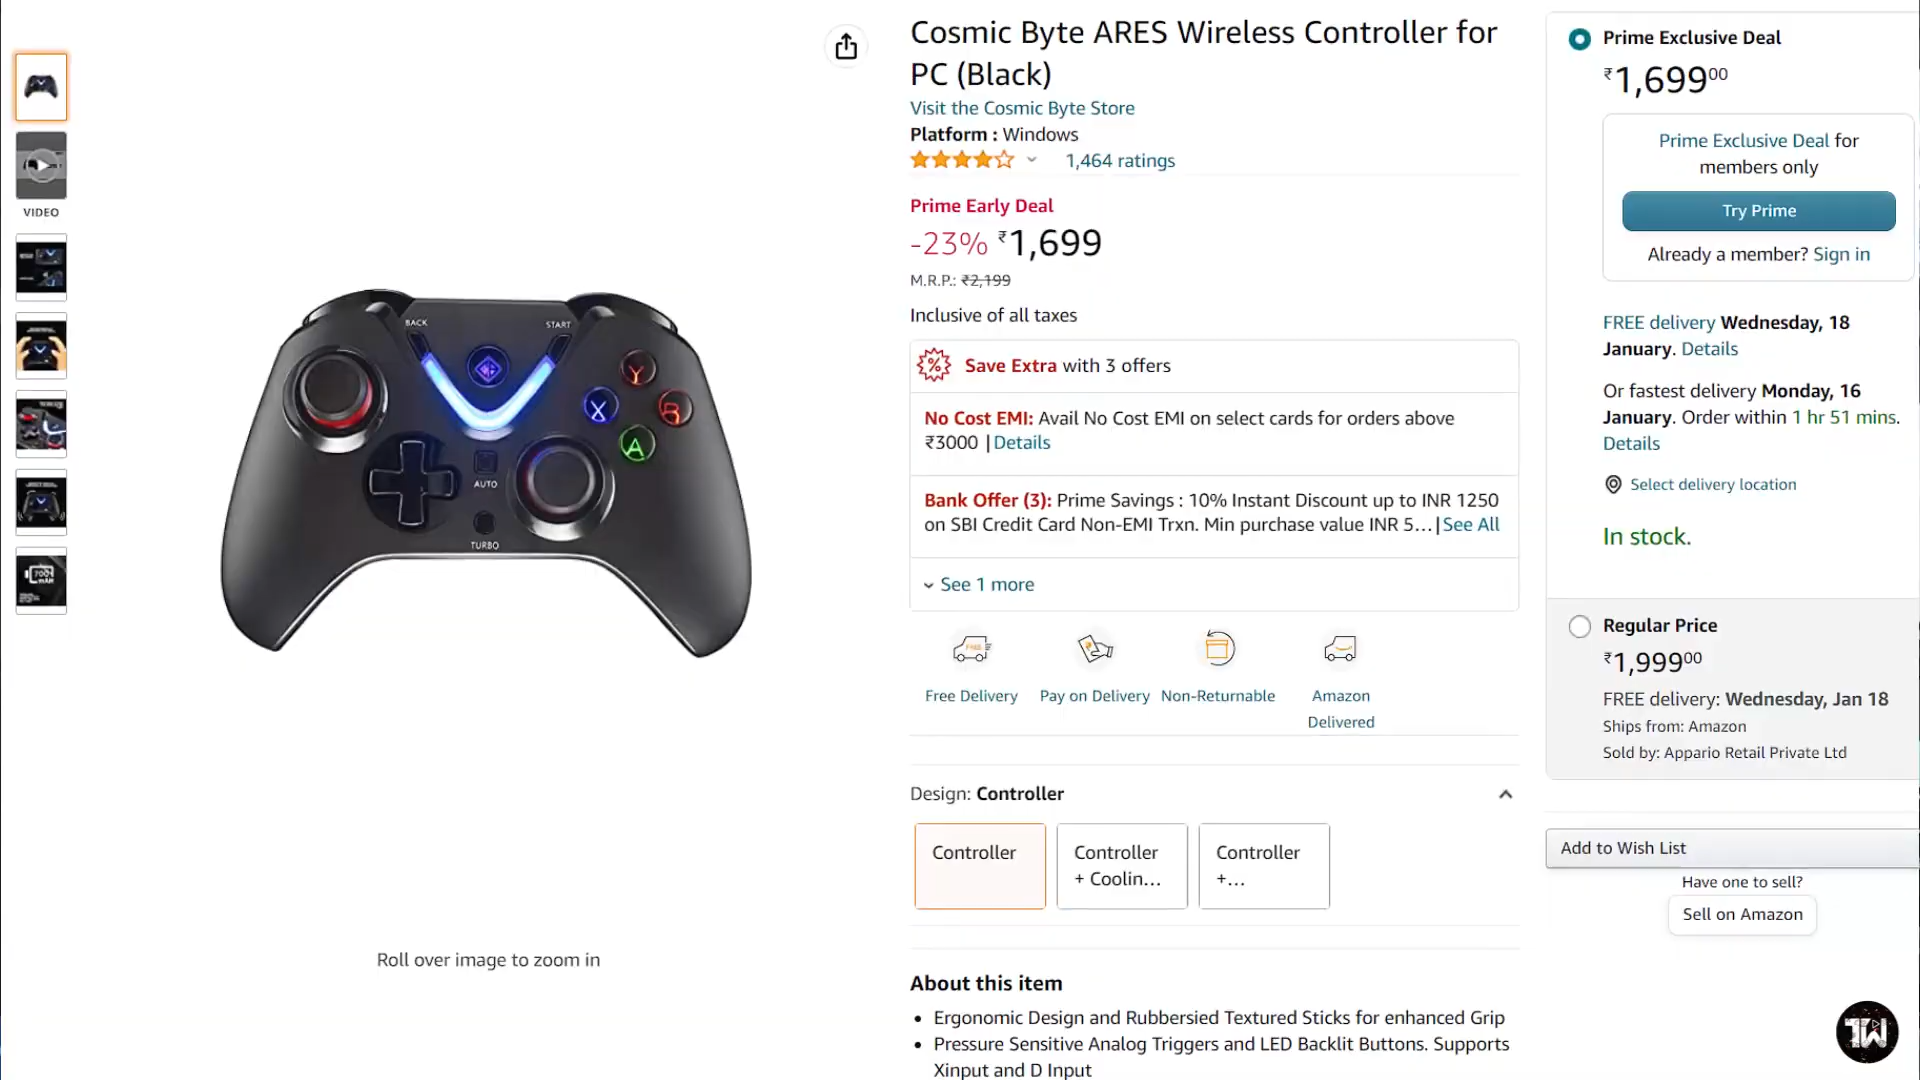 Cosmic Byte ARES Wireless Controller for
PC (Black)
Visit the Cosmic Byte Store
Platform : Windows
1,464 ratings
Prime Early Deal
-23% ₹1,699
M.R.P.: ₹2,199
Inclusive of all taxes
Save Extra with 3 offers
No Cost EMI: Avail No Cost EMI on select cards for orders above
₹3000 | Details
Bank Offer (3): Prime Savings : 10% Instant Discount up to INR 1250
on SBI Credit Card Non-EMI Trxn. Min purchase value INR 5... | See All
See 1 more
Free Delivery
Pay on Delivery
Non-Returnable
Amazon
Delivered
Design: Controller
Controller
Controller
+ Coolin...
Controller
+...
About this item
Ergonomic Design and Rubbersied Textured Sticks for enhanced Grip
Pressure Sensitive Analog Triggers and LED Backlit Buttons. Supports
Xinput and D Input
VIDEO
BACK
START
Y
X
B
A
AUTO
TURBO
Roll over image to zoom in
Prime Exclusive Deal
₹1,69900
Prime Exclusive Deal for
members only
Try Prime
Already a member? Sign in
FREE delivery Wednesday, 18
January. Details
Or fastest delivery Monday, 16
January. Order within 1 hr 51 mins.
Details
Select delivery location
In stock.
Regular Price
₹1,99900
FREE delivery: Wednesday, Jan 18
Ships from: Amazon
Sold by: Appario Retail Private Ltd
Add to Wish List
Have one to sell?
Sell on Amazon
TW